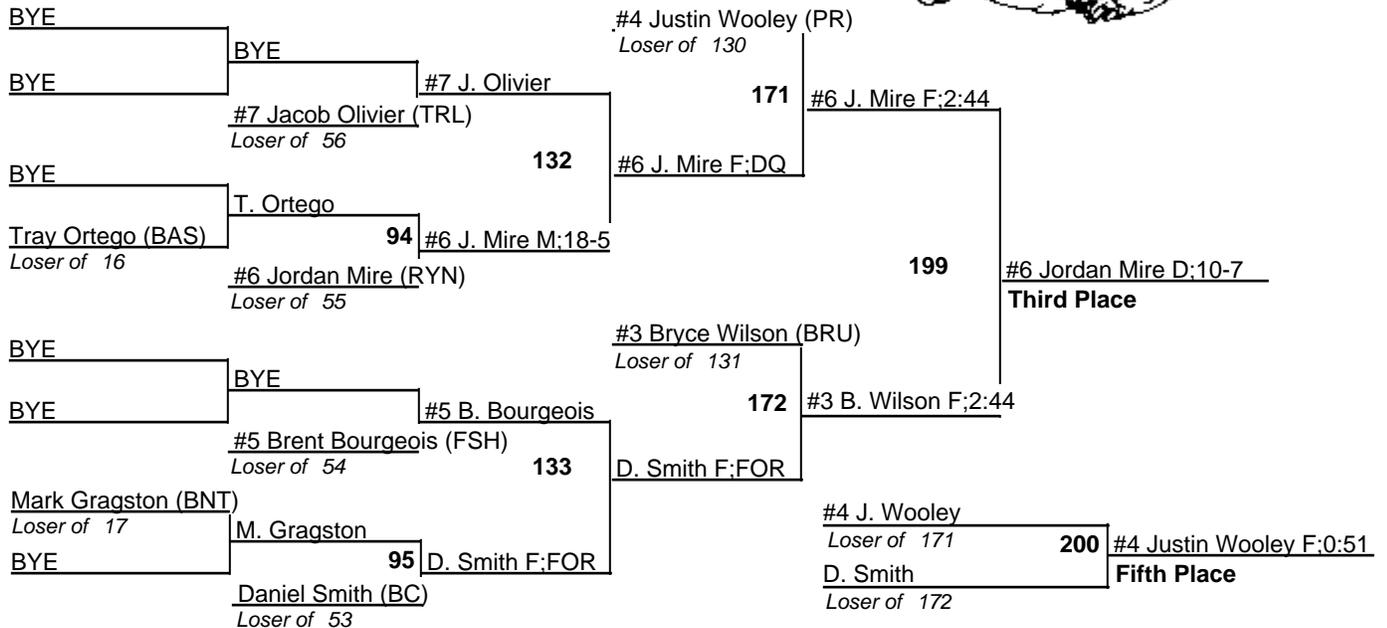 BYE
BYE
BYE
#7 Jacob Olivier (TRL)
Loser of 56
#7 J. Olivier
132
BYE
Tray Ortego (BAS)
Loser of 16
T. Ortego
94
#6 Jordan Mire (RYN)
Loser of 55
#6 J. Mire M;18-5
#4 Justin Wooley (PR)
Loser of 130
171
#6 J. Mire F;DQ
#6 J. Mire F;2:44
199
#6 Jordan Mire D;10-7
Third Place
BYE
BYE
BYE
#5 Brent Bourgeois (FSH)
Loser of 54
#5 B. Bourgeois
133
Mark Gragston (BNT)
Loser of 17
BYE
M. Gragston
95
Daniel Smith (BC)
Loser of 53
D. Smith F;FOR
#3 Bryce Wilson (BRU)
Loser of 131
172
D. Smith F;FOR
#3 B. Wilson F;2:44
#4 J. Wooley
Loser of 171
200
D. Smith
Loser of 172
#4 Justin Wooley F;0:51
Fifth Place